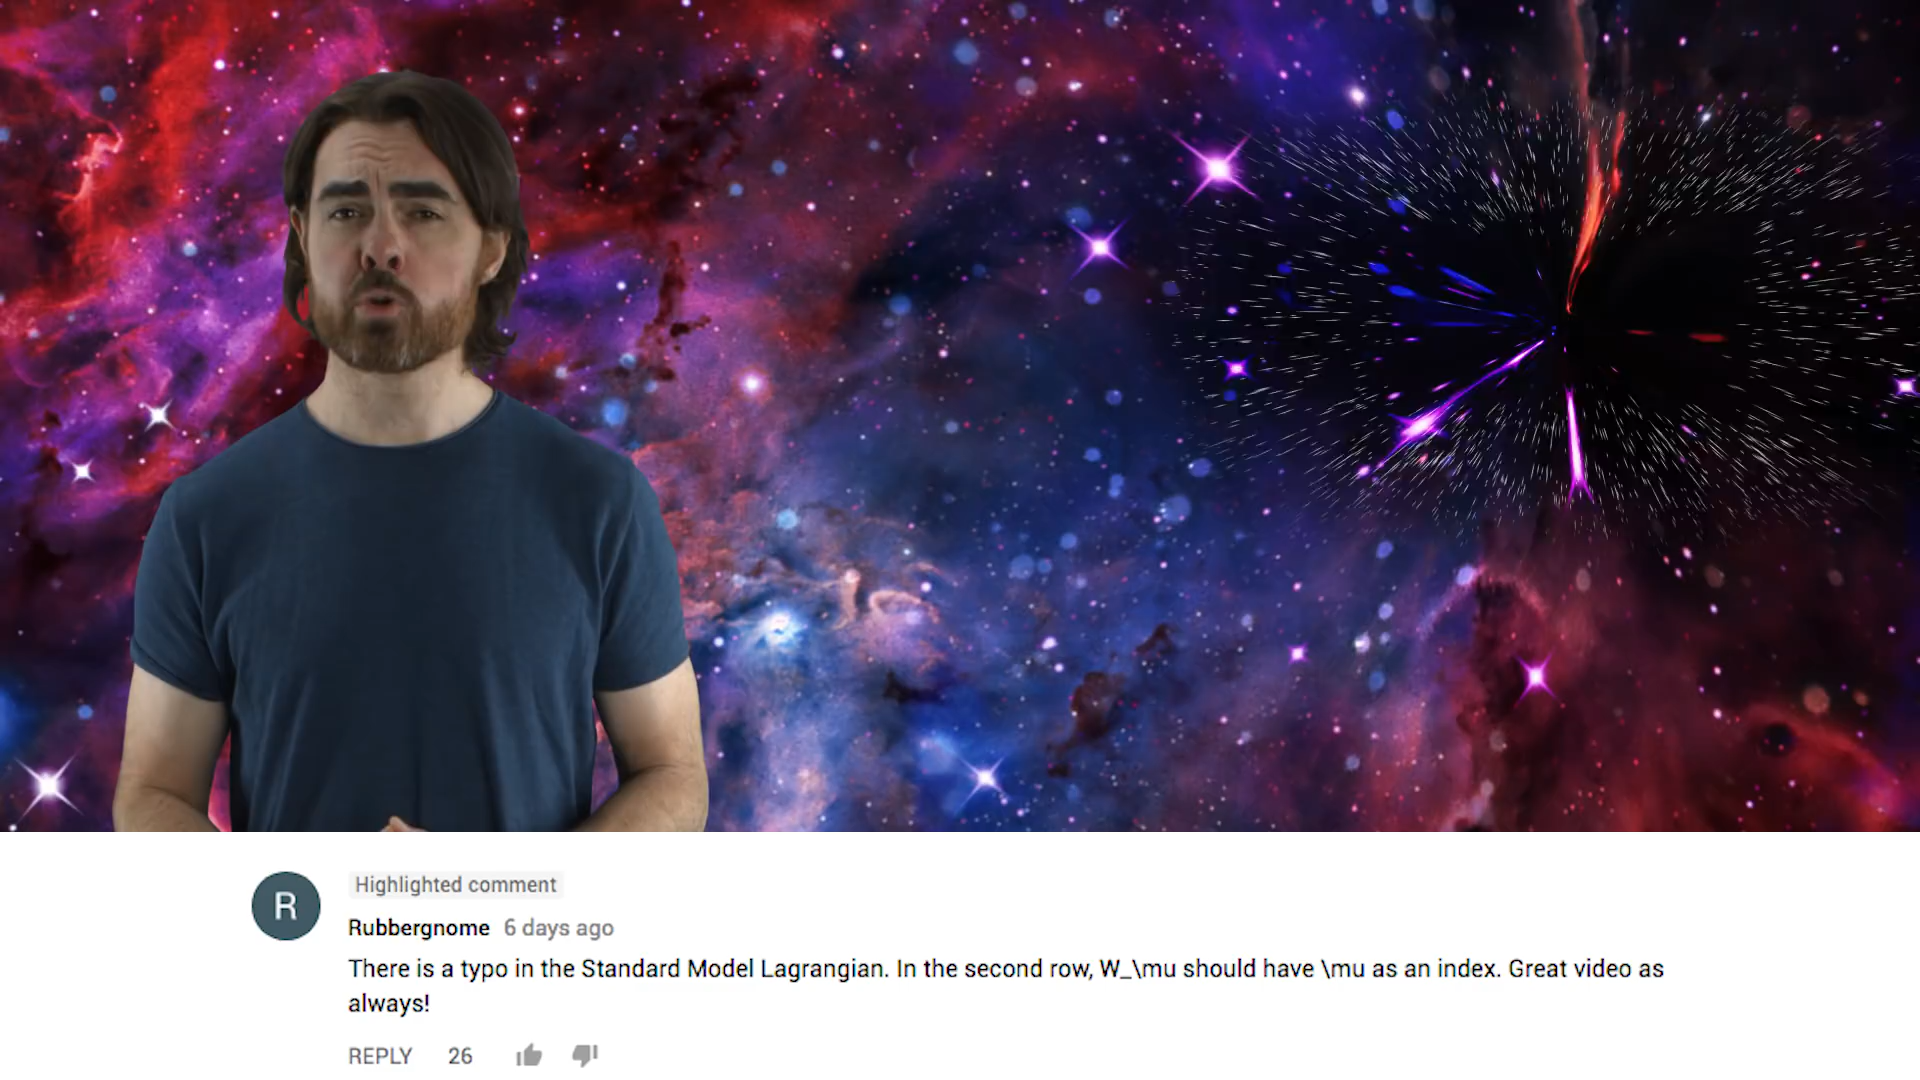 R
Highlighted comment
Rubbergnome 6 days ago
There is a typo in the Standard Model Lagrangian. In the second row, W_\mu should have \mu as an index. Great video as
always!
REPLY 26